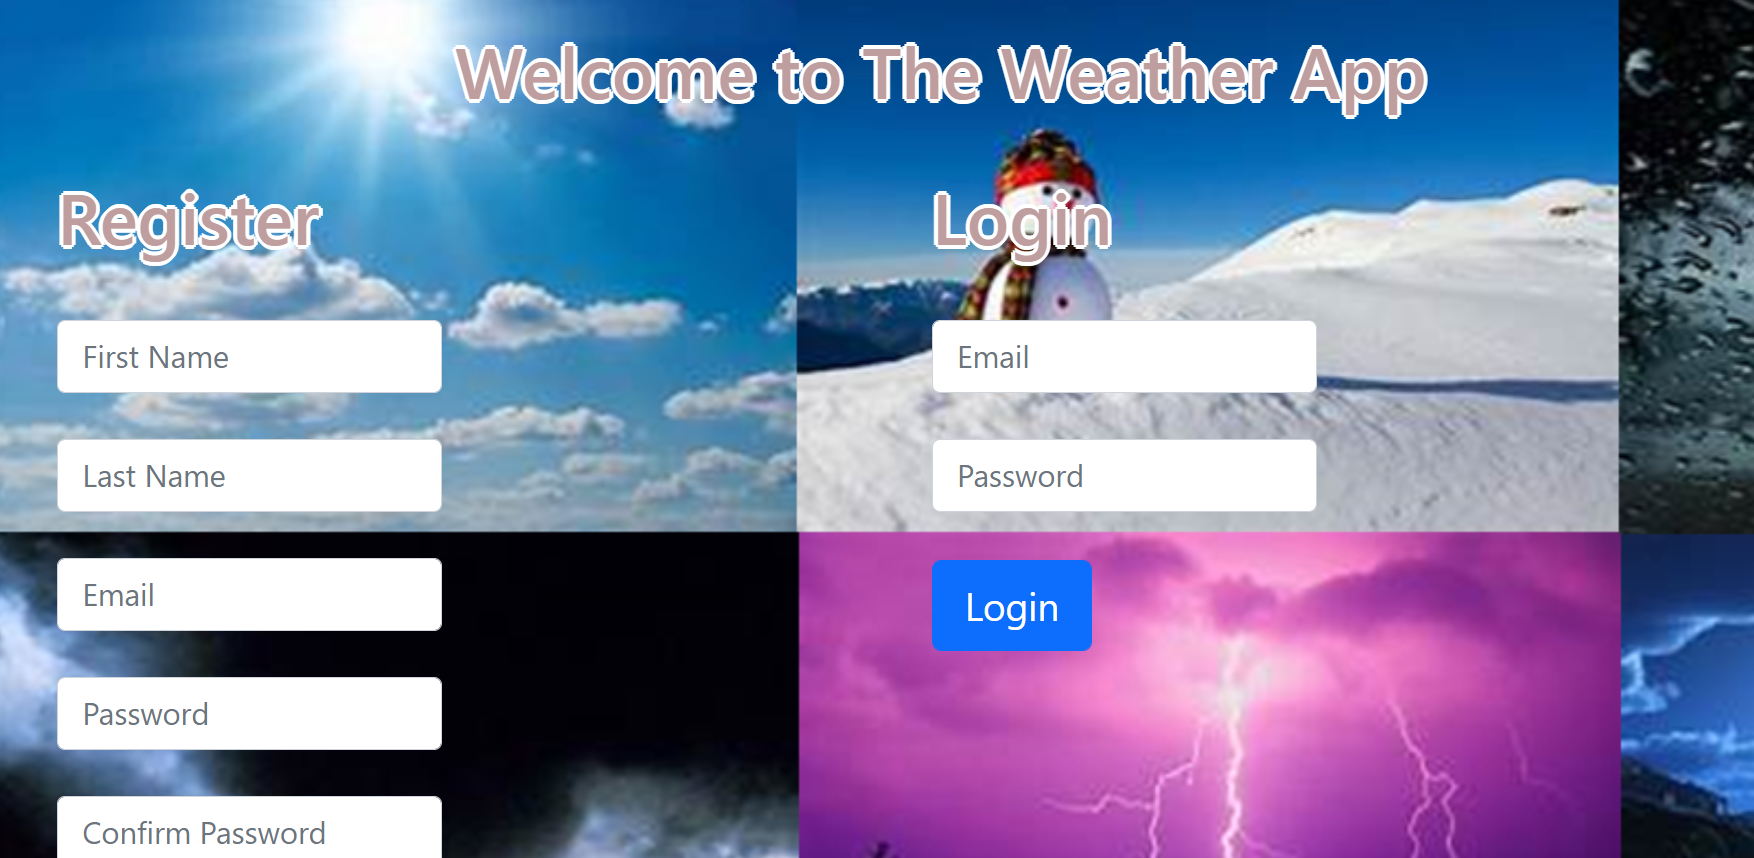 Welcome to The Weather App
Register
First Name
Last Name
Email
Password
Confirm Password
Login
Email
Password
Login